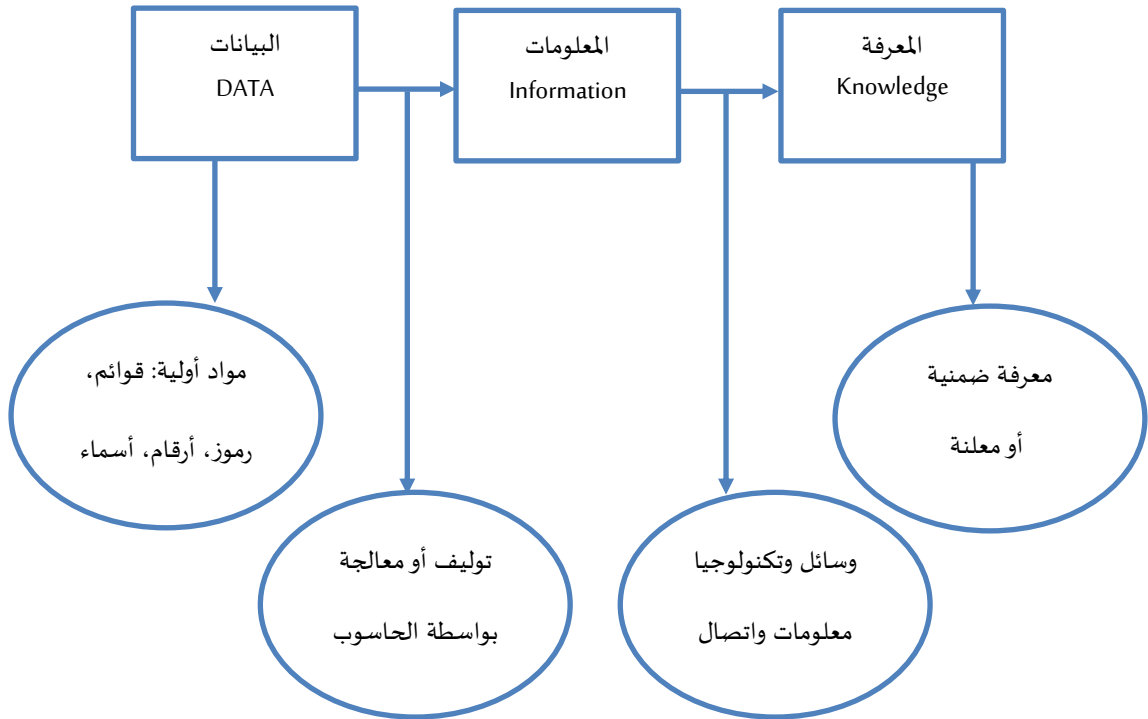 البيانات
DATA
المعلومات
Information
المعرفة
Knowledge
مواد أولية: قوائم،
رموز، أرقام، أسماء
توليف أو معالجة
بواسطة الحاسوب
وسائل وتكنولوجيا
معلومات واتصال
معرفة ضمنية
أو معلنة